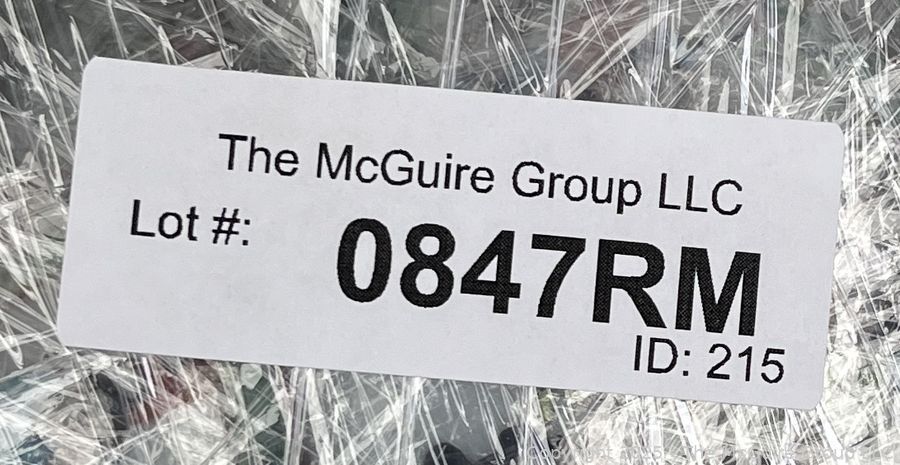 The McGuire Group LLC
Lot #:
0847RM
ID: 215